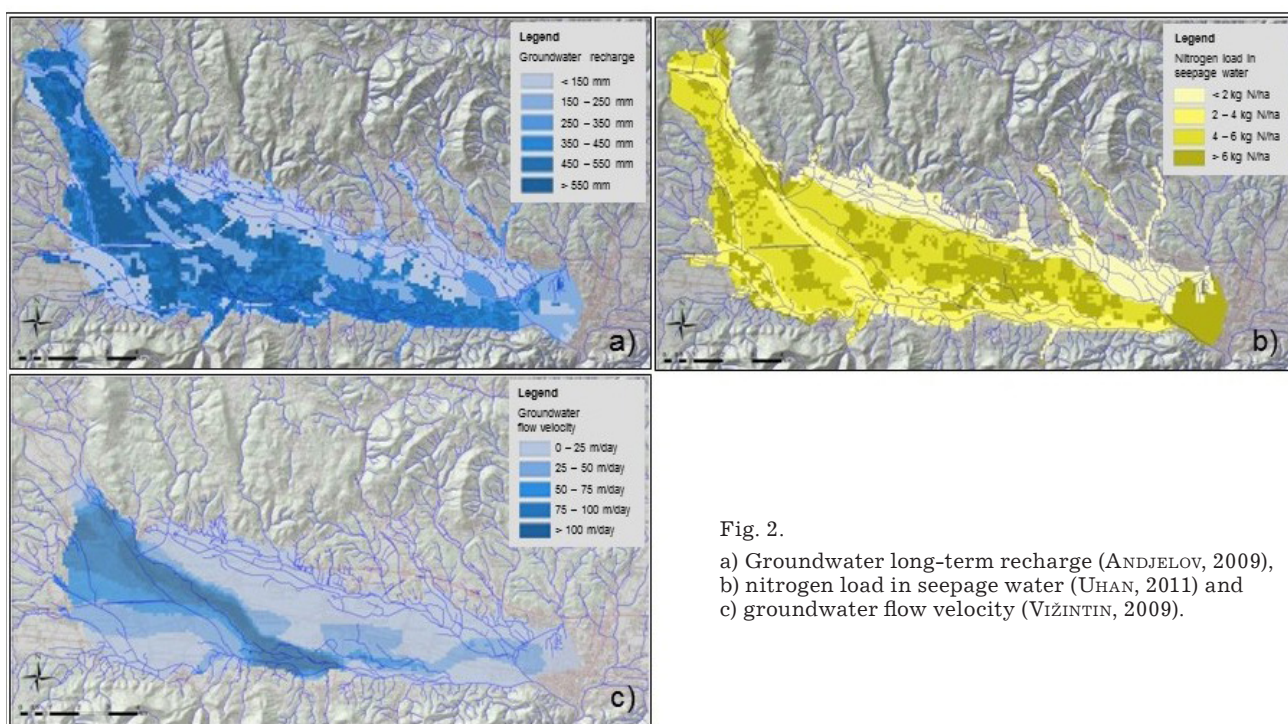 Legend
Groundwater recharge
< 150 mm
150 – 250 mm
250 – 350 mm
350 – 450 mm
450 – 550 mm
> 550 mm
a)
Legend
Nitrogen load in
seepage water
< 2 kg N/ha
2 – 4 kg N/ha
4 – 6 kg N/ha
> 6 kg N/ha
b)
Legend
Groundwater
flow velocity
0 – 25 m/day
25 – 50 m/day
50 – 75 m/day
75 – 100 m/day
> 100 m/day
c)
Fig. 2.
a) Groundwater long-term recharge (ANDJELOV, 2009),
b) nitrogen load in seepage water (UHAN, 2011) and
c) groundwater flow velocity (VIŽINTIN, 2009).